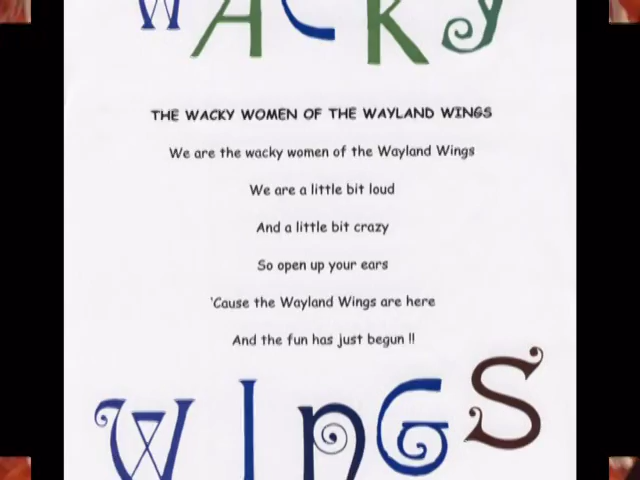 WACKY
THE WACKY WOMEN OF THE WAYLAND WINGS
We are the wacky women of the Wayland Wings
We are a little bit loud
And a little bit crazy
So open up your ears
'Cause the Wayland Wings are here
And the fun has just begun !!
WINGS